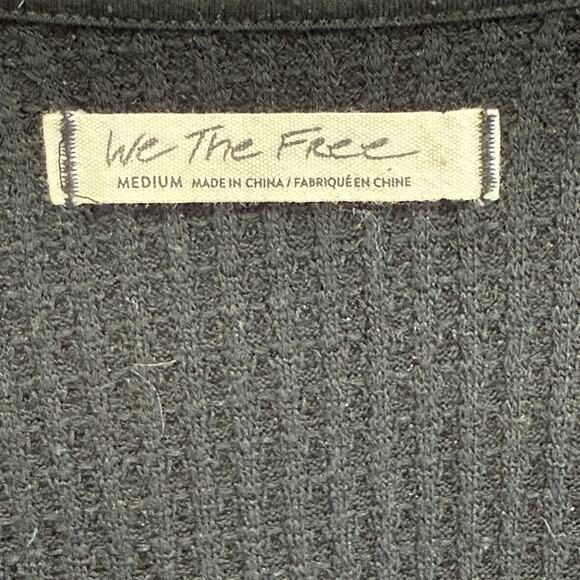 We The Free
MEDIUM MADE IN CHINA / FABRIQUÉ EN CHINE